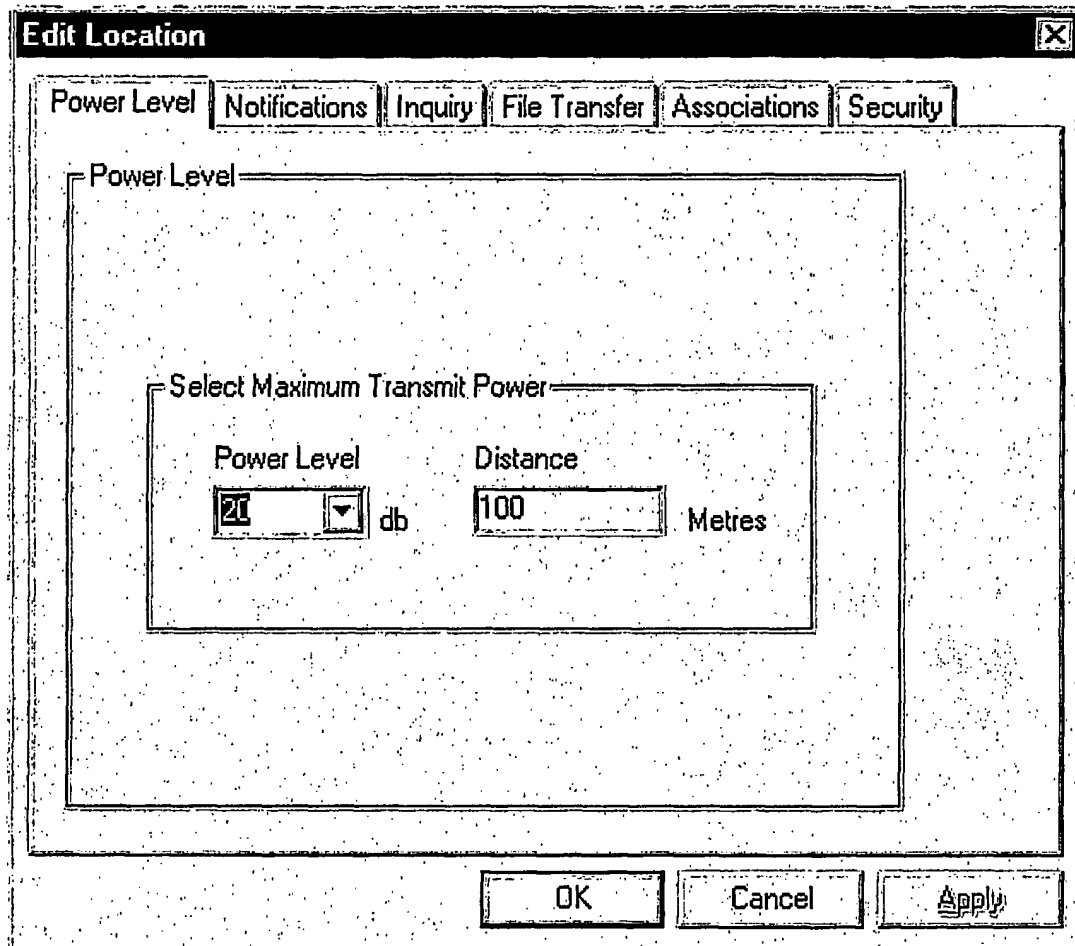 Edit Location
Power Level Notifications Inquiry File Transfer Associations Security
Power Level
Select Maximum Transmit Power
Power Level Distance
20 db 100 Metres
OK Cancel Apply